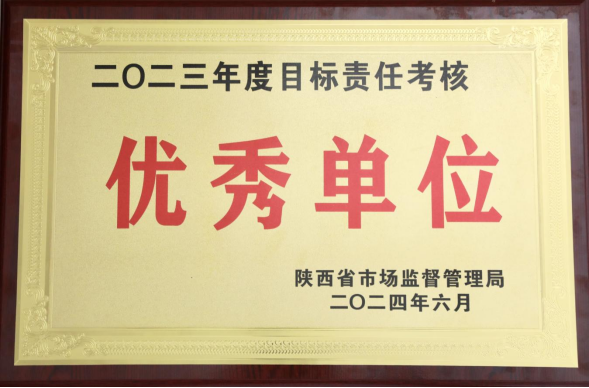 二〇二三年度目标责任考核
优秀单位
陕西省市场监督管理局
二〇二四年六月